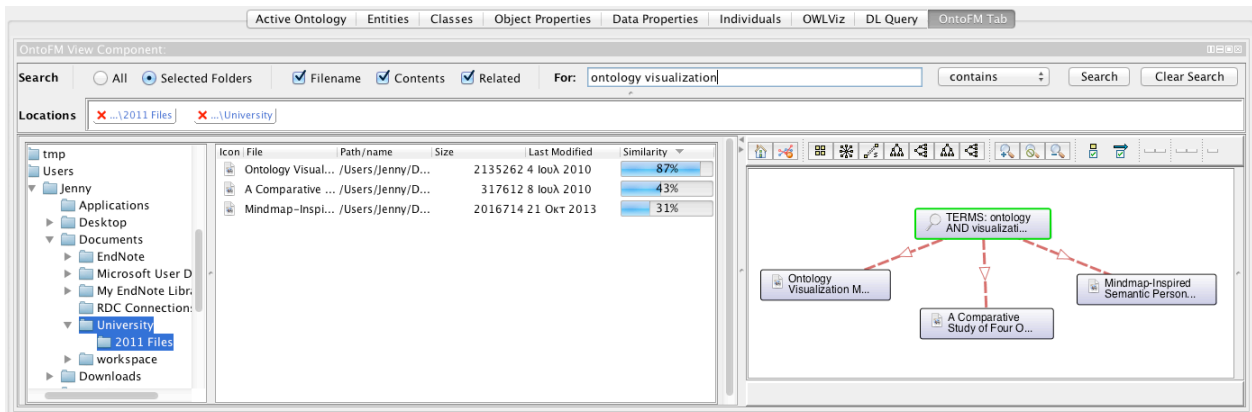 Active Ontology Entities Classes Object Properties Data Properties Individuals OWLViz DL Query OntoFM Tab
OntoFM View Component:
Search All Selected Folders Filename Contents Related For: ontology visualization contains Search Clear Search
Locations ...\2011 Files ...\University
tmp
Users
Jenny
Applications
Desktop
Documents
EndNote
Microsoft User D
My EndNote Libr
RDC Connection
University
2011 Files
workspace
Downloads
Icon File Path/name Size Last Modified Similarity
Ontology Visual... /Users/Jenny/D... 2135262 4 Ιουλ 2010 87%
A Comparative ... /Users/Jenny/D... 317612 8 Ιουλ 2010 43%
Mindmap-Inspi... /Users/Jenny/D... 2016714 21 Οκτ 2013 31%
TERMS: ontology
AND visualizati...
Ontology
Visualization M...
A Comparative
Study of Four O...
Mindmap-Inspired
Semantic Person...